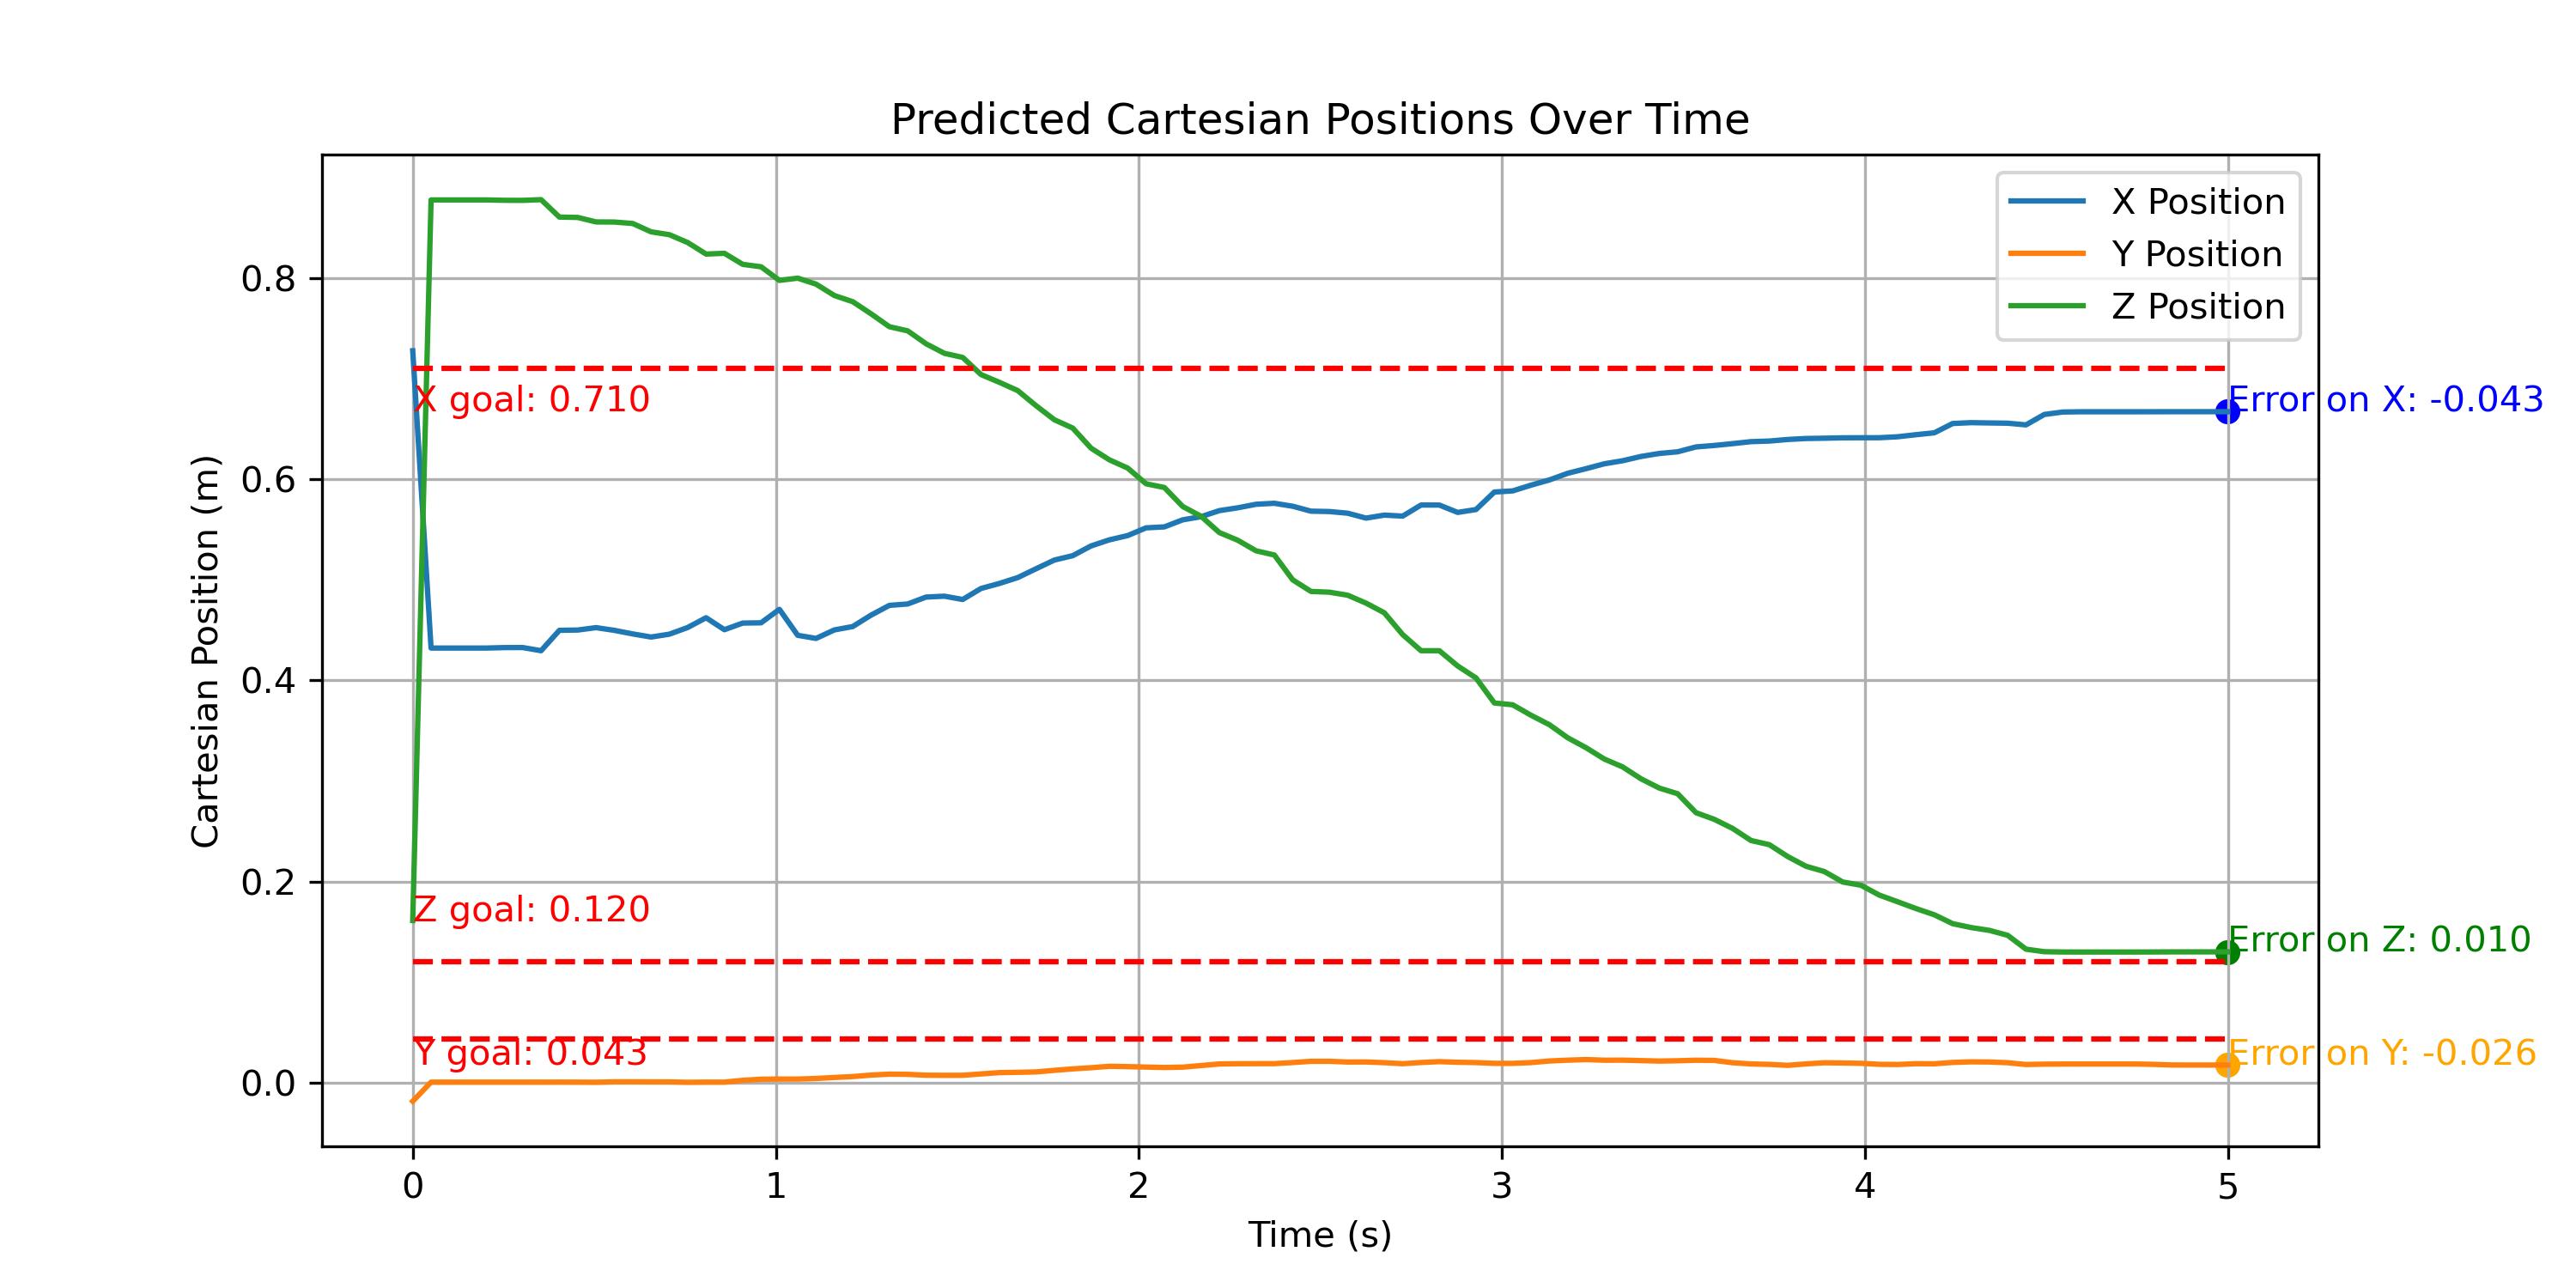 Predicted Cartesian Positions Over Time
X Position
Y Position
Z Position
0.8
0.6
0.4
0.2
0.0
Cartesian Position (m)
X goal: 0.710
Error on X: -0.043
Z goal: 0.120
Error on Z: 0.010
Y goal: 0.043
Error on Y: -0.026
0
1
2
3
4
5
Time (s)